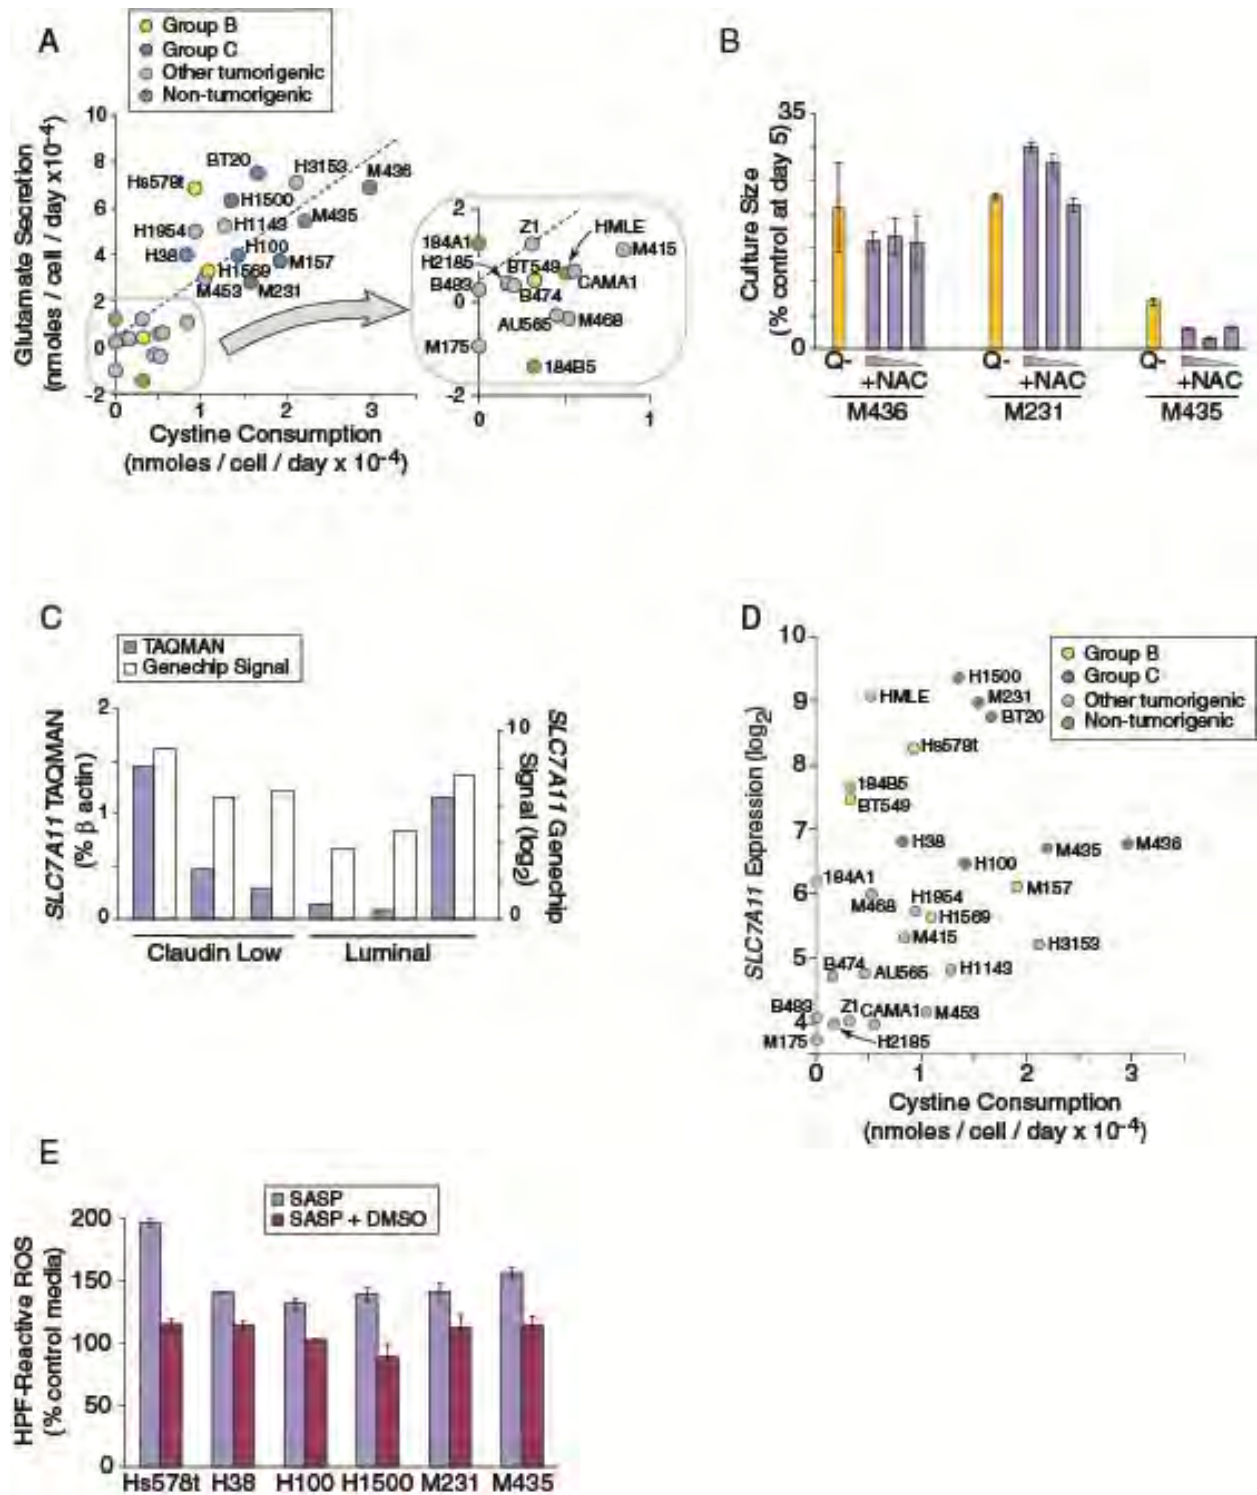 A
Group B
Group C
Other tumorigenic
Non-tumorigenic
Glutamate Secretion
(nmoles / cell / day x10-4)
10
8
6
4
2
0
-2
BT20
H3153
M436
Hs578t
H1500
M435
H1954
H1143
H38
H100
M157
H1569
M453
M231
0
1
2
3
Cystine Consumption
(nmoles / cell / day x 10-4)
2
0
-2
Z1
HMLE
184A1
M415
H2185
BT549
B483
CAMA1
B474
AU565
M468
M175
184B5
0
1
B
Culture Size
(% control at day 5)
35
0
Q-
+NAC
M436
Q-
+NAC
M231
Q-
+NAC
M435
C
TAQMAN
Genechip Signal
SLC7A11 TAQMAN
(% β actin)
2
1
0
10
0
SLC7A11 Genechip
Signal (log2)
Claudin Low
Luminal
D
Group B
Group C
Other tumorigenic
Non-tumorigenic
SLC7A11 Expression (log2)
10
9
8
7
6
5
4
H1500
HMLE
M231
BT20
Hs578t
184B5
BT549
H38
M435
M436
H100
184A1
M157
M468
H1954
H1569
M415
H3153
B474
AU565
H1143
B483
Z1
CAMA1
M453
M175
H2185
0
1
2
3
Cystine Consumption
(nmoles / cell / day x 10-4)
E
SASP
SASP + DMSO
HPF-Reactive ROS
(% control media)
200
150
100
50
0
Hs578t
H38
H100
H1500
M231
M435